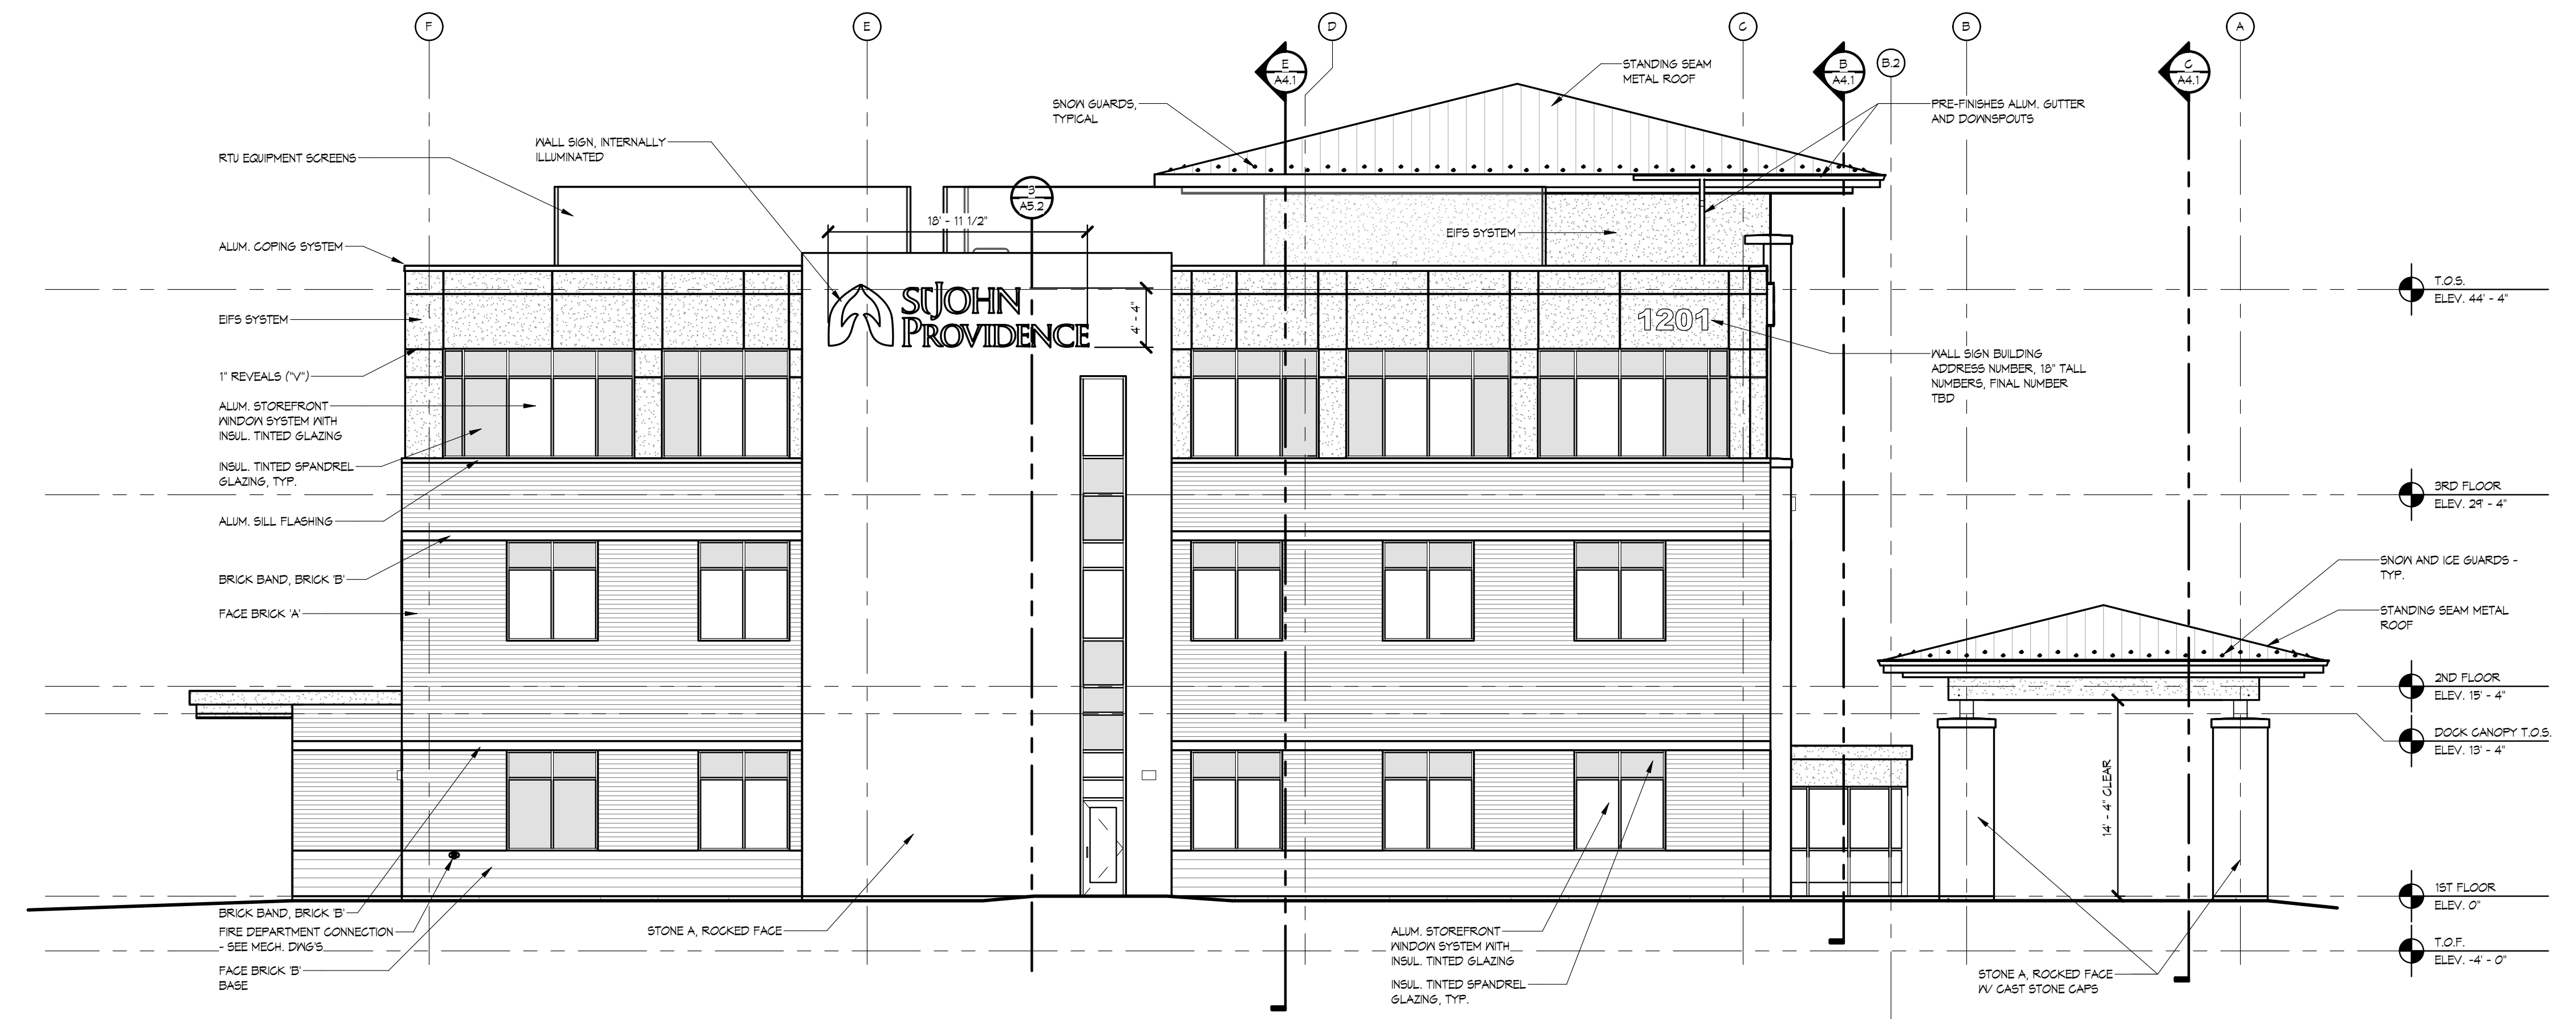 F
E
D
C
B
A
E
A4.1
B
A4.1
B.2
C
A4.1
STANDING SEAM
METAL ROOF
SNOW GUARDS,
TYPICAL
PRE-FINISHES ALUM. GUTTER
AND DOWNSPOUTS
WALL SIGN, INTERNALLY
ILLUMINATED
RTU EQUIPMENT SCREENS
3
A5.2
18' - 11 1/2"
EIFS SYSTEM
ALUM. COPING SYSTEM
T.O.S.
ELEV. 44' - 4"
ST JOHN
PROVIDENCE
4' - 4"
1201
EIFS SYSTEM
WALL SIGN BUILDING
ADDRESS NUMBER, 18" TALL
NUMBERS, FINAL NUMBER
TBD
1" REVEALS ("V")
ALUM. STOREFRONT
WINDOW SYSTEM WITH
INSUL. TINTED GLAZING
INSUL. TINTED SPANDREL
GLAZING, TYP.
3RD FLOOR
ELEV. 29' - 4"
ALUM. SILL FLASHING
BRICK BAND, BRICK 'B'
FACE BRICK 'A'
SNOW AND ICE GUARDS -
TYP.
STANDING SEAM METAL
ROOF
2ND FLOOR
ELEV. 15' - 4"
DOCK CANOPY T.O.S.
ELEV. 13' - 4"
14' - 4" CLEAR
1ST FLOOR
ELEV. 0"
BRICK BAND, BRICK 'B'
FIRE DEPARTMENT CONNECTION
- SEE MECH. DWG'S
FACE BRICK 'B'
BASE
STONE A, ROCKED FACE
ALUM. STOREFRONT
WINDOW SYSTEM WITH
INSUL. TINTED GLAZING
INSUL. TINTED SPANDREL
GLAZING, TYP.
T.O.F.
ELEV. -4' - 0"
STONE A, ROCKED FACE
W/ CAST STONE CAPS